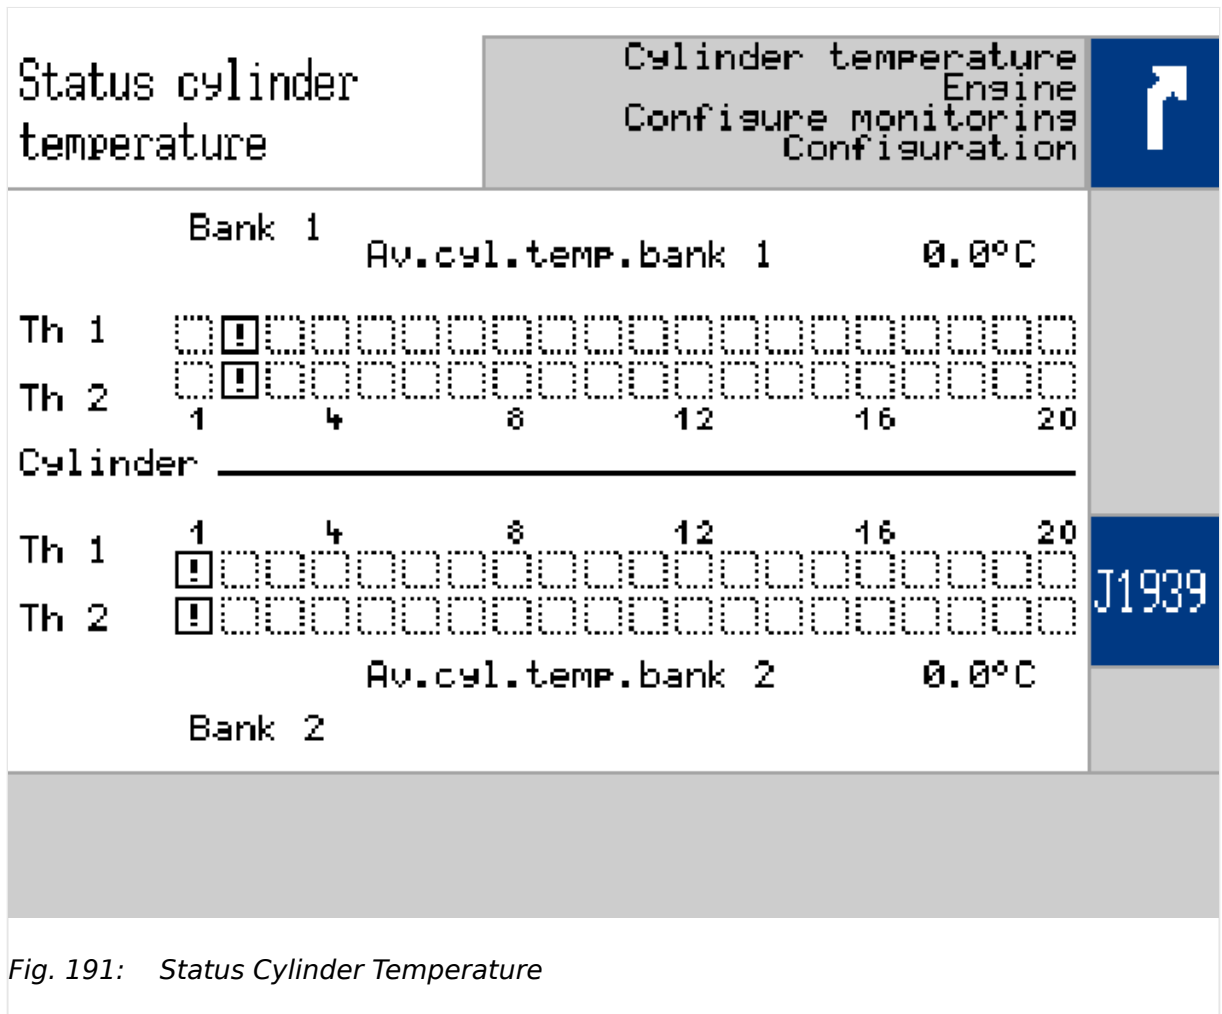 Status cylinder
temperature
Cylinder temperature
Engine
Configure monitoring
Configuration
Bank 1
Av.cyl.temp.bank 1 0.0°C
Th 1 !
Th 2 !
1 4 8 12 16 20
Cylinder
1 4 8 12 16 20
Th 1 !
Th 2 !
J1939
Av.cyl.temp.bank 2 0.0°C
Bank 2
Fig. 191: Status Cylinder Temperature